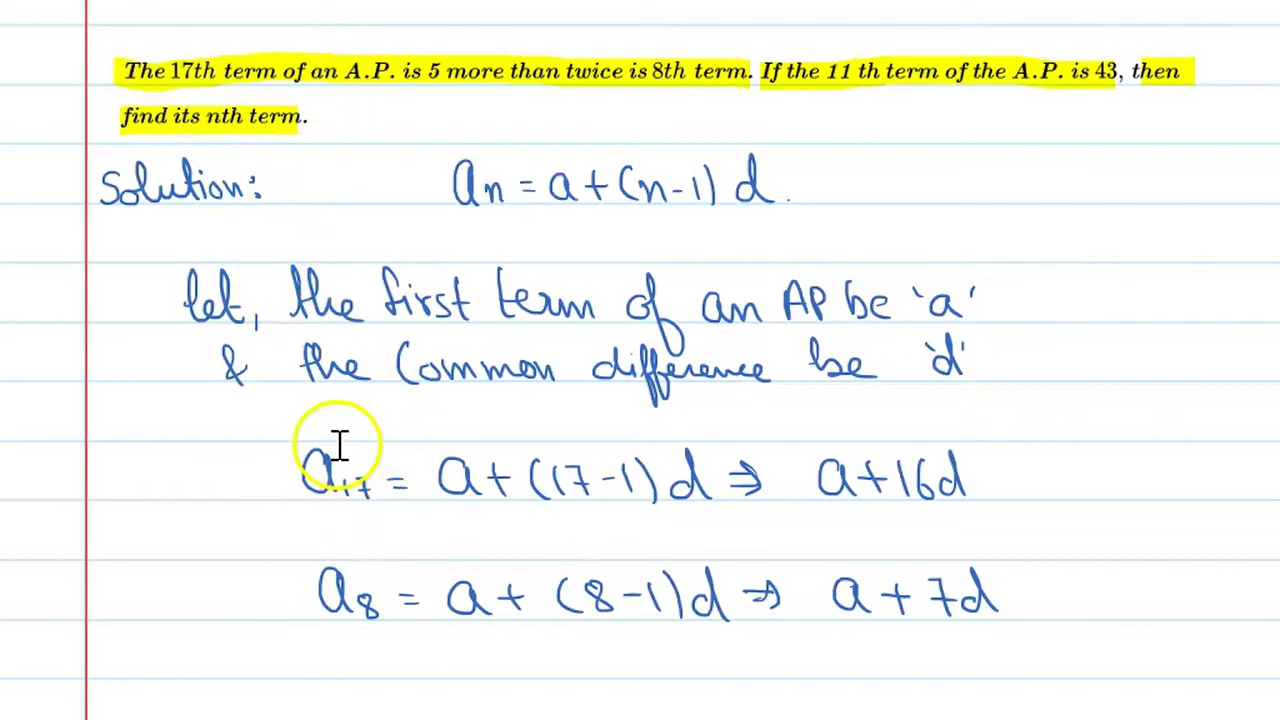 The 17th term of an A.P. is 5 more than twice is 8th term. If the 11 th term of the A.P. is 43, then
find its nth term.
Solution: an = a + (n-1) d.
let, the first term of an AP be 'a'
& the Common difference be 'd'
a17 = a + (17-1) d ⇒ a+16d
a8 = a + (8-1)d ⇒ a + 7d